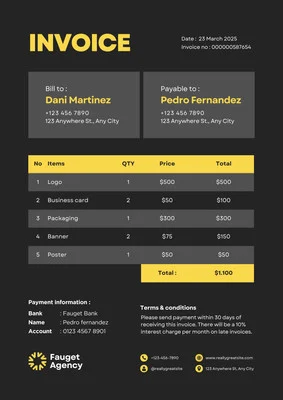 INVOICE
Date : 23 March 2025
Invoice no : 000000587654
Bill to :
Dani Martinez
+123 456 7890
123 Anywhere St., Any City
Payable to :
Pedro Fernandez
+123 456 7890
123 Anywhere St., Any City
No Items QTY Price Total
1 Logo 1 $500 $500
2 Business card 2 $50 $100
3 Packaging 1 $300 $300
4 Banner 2 $75 $150
5 Poster 1 $50 $50
Total : $1.100
Payment information :
Bank : Fauget Bank
Name : Pedro fernandez
Account : 0123 4567 8901
Terms & conditions
Please send payment within 30 days of
receiving this invoice. There will be a 10%
interest charge per month on late invoices.
Fauget
Agency
+123-456-7890
@reallygreatsite
reallygreatsite
123 Anywhere St., Any City